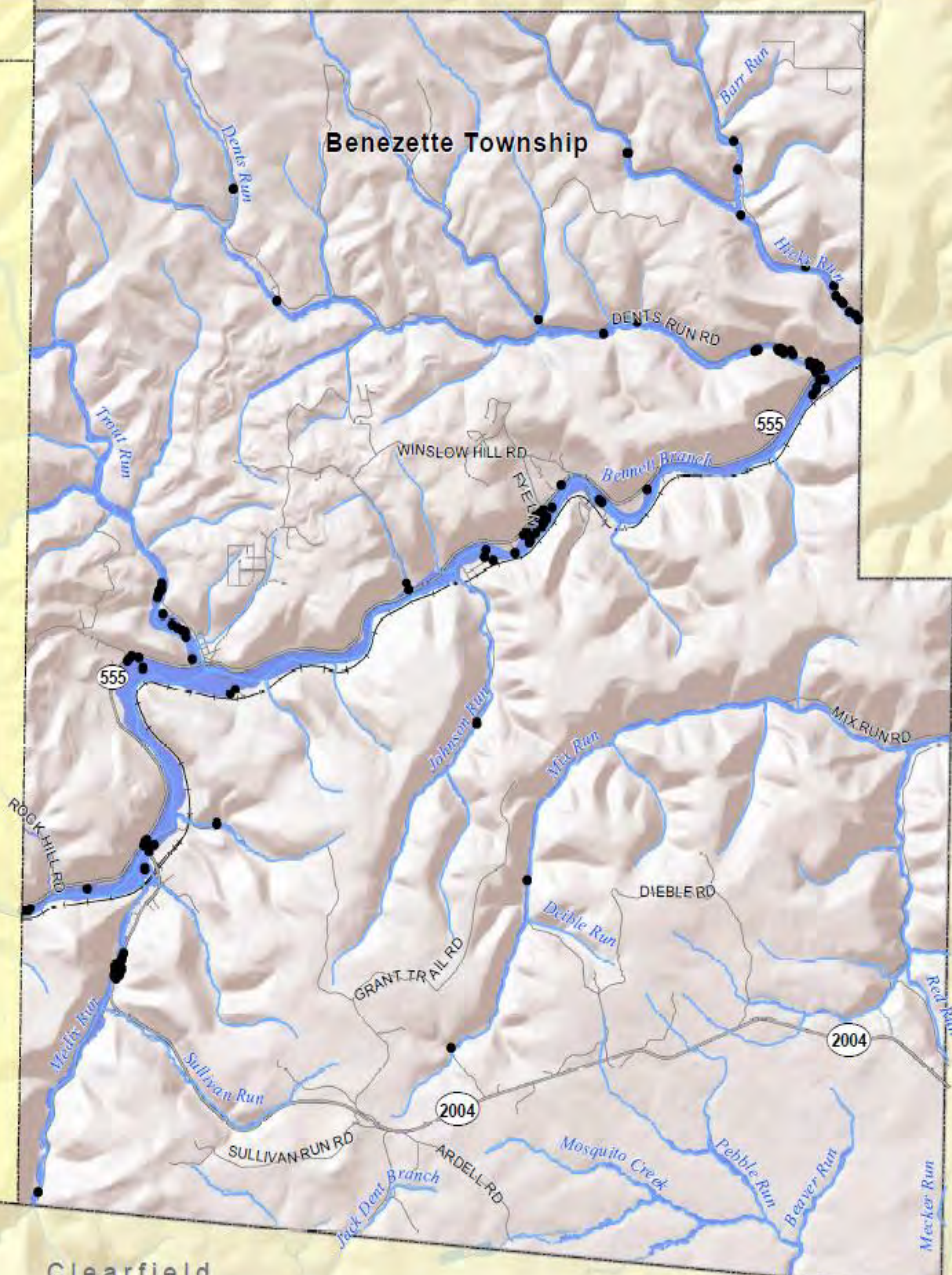 Barr Run
Dents Run
Benezette Township
Hicks Run
DENTS RUN RD
Trout Run
555
WINSLOW HILL RD
Bennett Branch
RYE LN
555
Johnson Run
Mix Run
MIX RUN RD
ROCK HILL RD
DIEBLE RD
Deible Run
GRANT TRAIL RD
Medix Run
2004
Sullivan Run
2004
SULLIVAN RUN RD
ARDELL RD
Mosquito Creek
Pebble Run
Beaver Run
Jack Dent Branch
Mecker Run
Clearfield